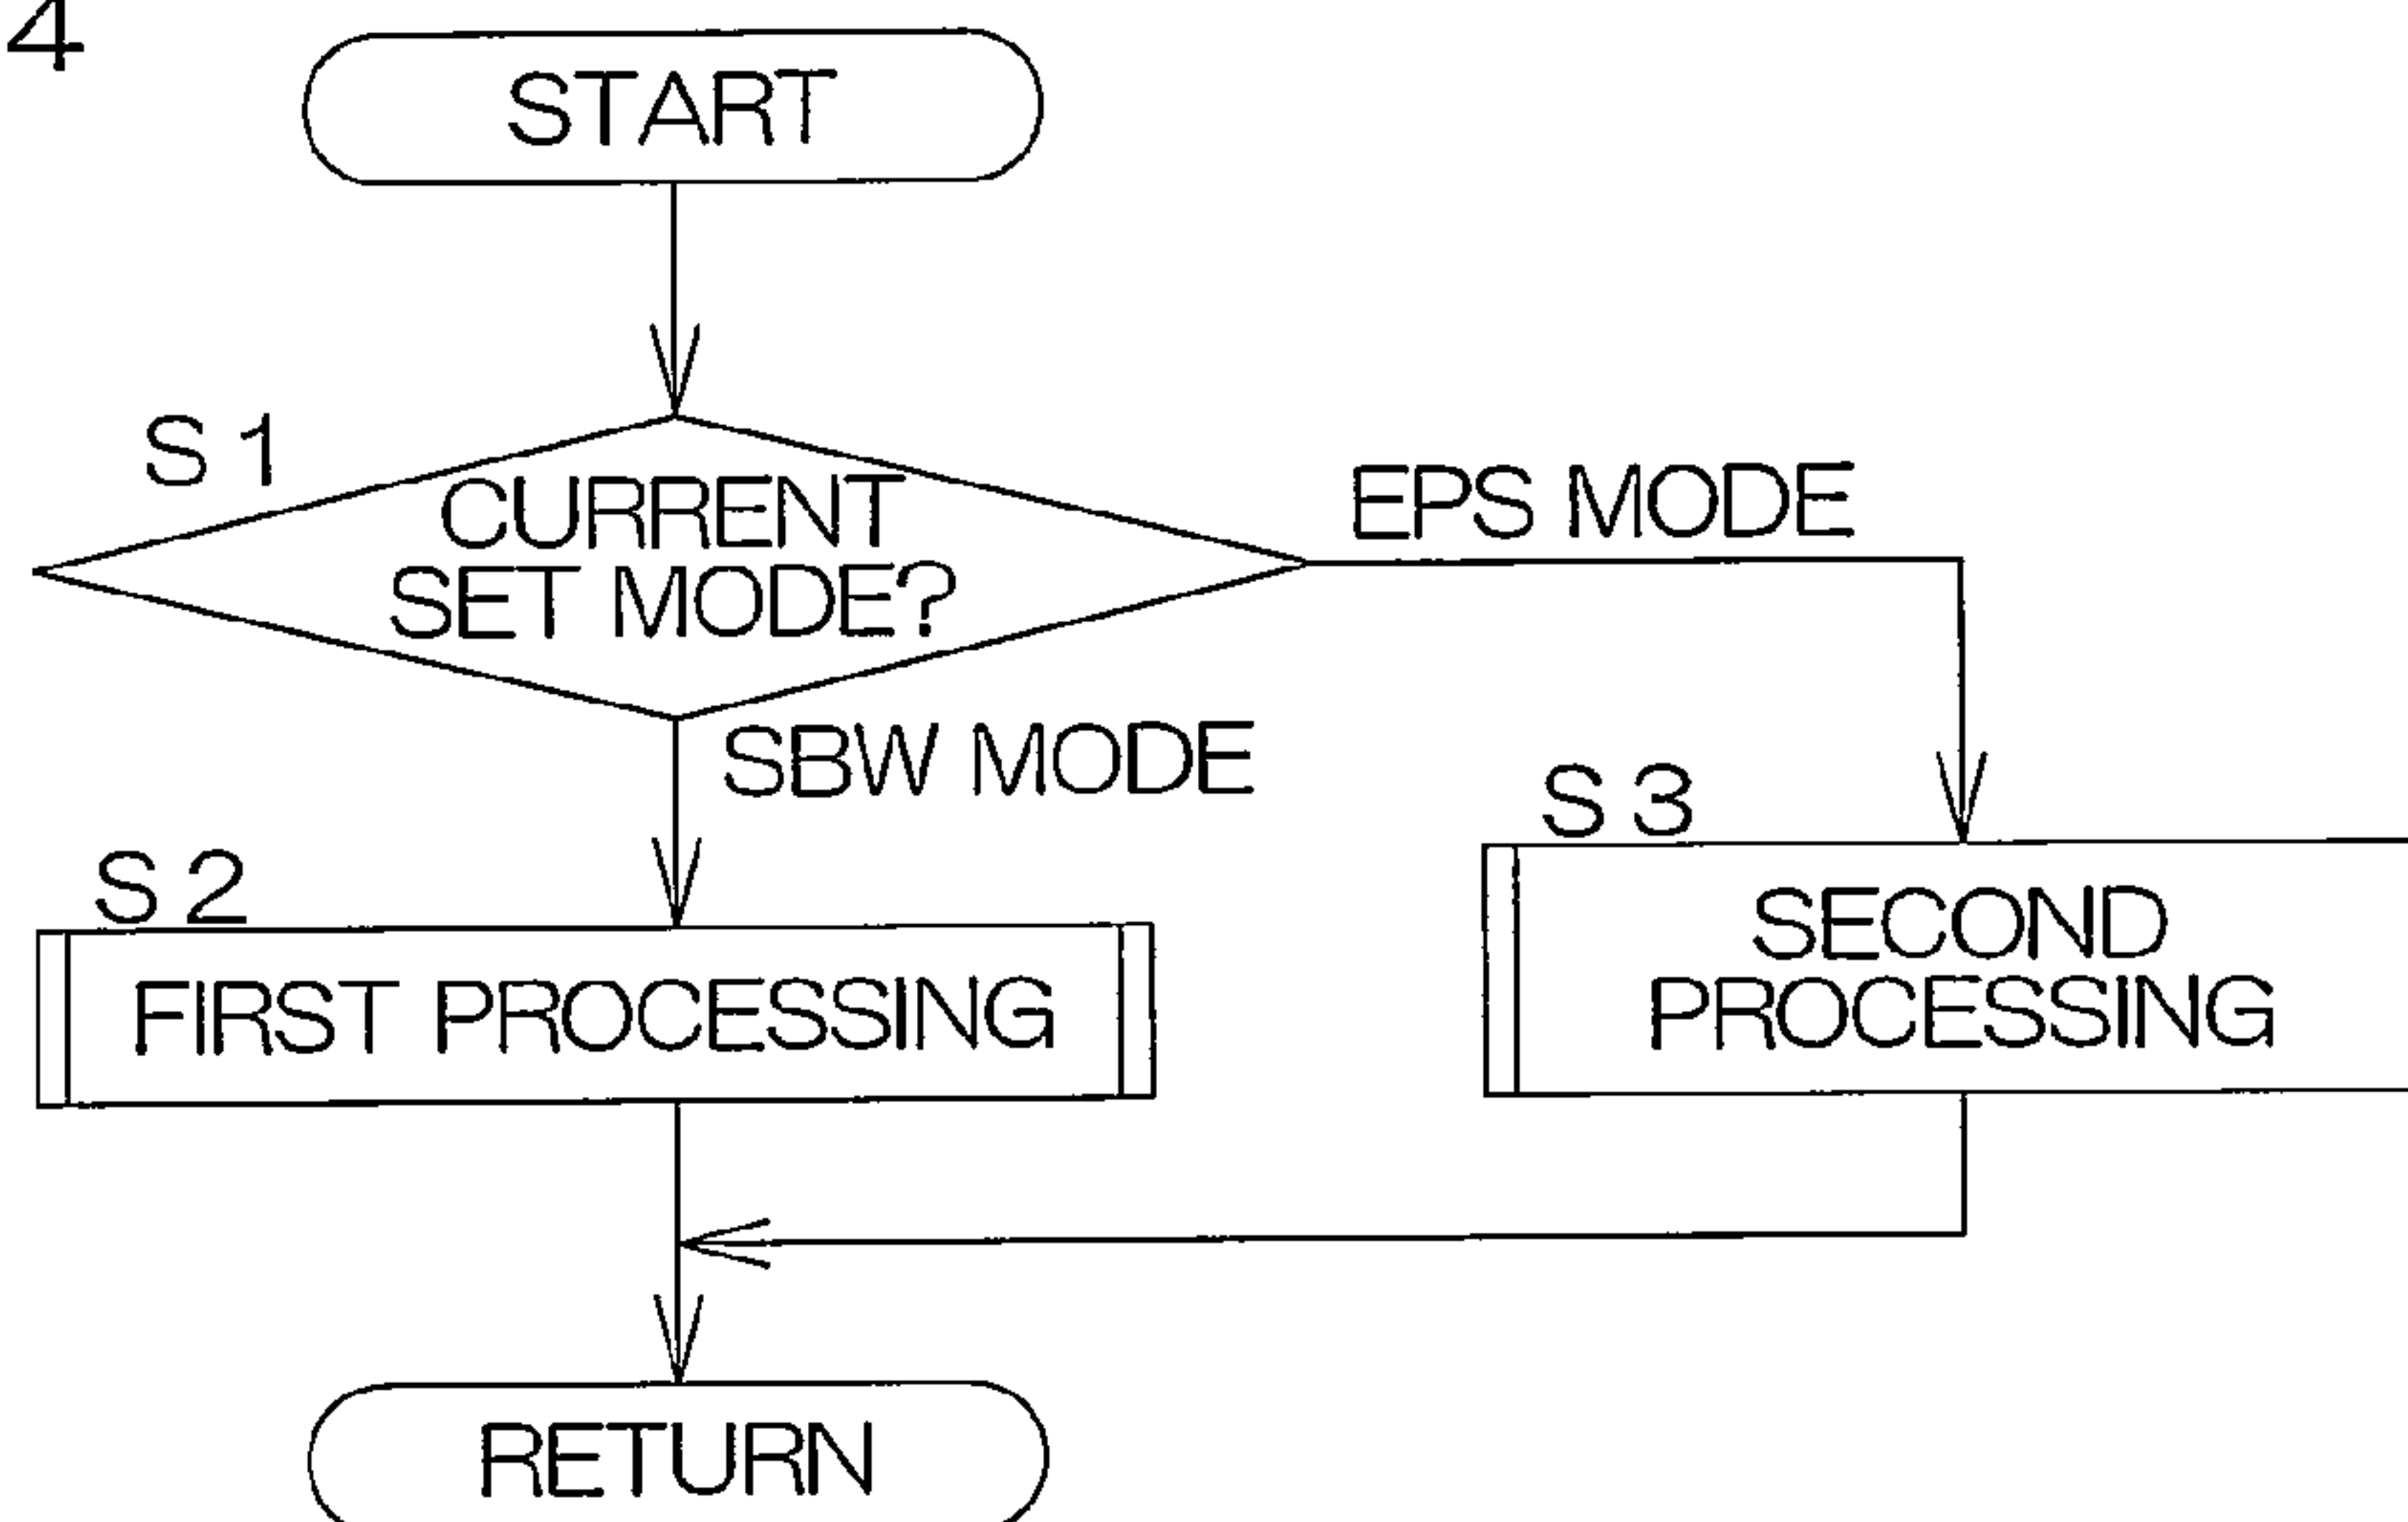 4
START
S 1
CURRENT
SET MODE?
EPS MODE
SBW MODE
S 2
FIRST PROCESSING
S 3
SECOND
PROCESSING
RETURN